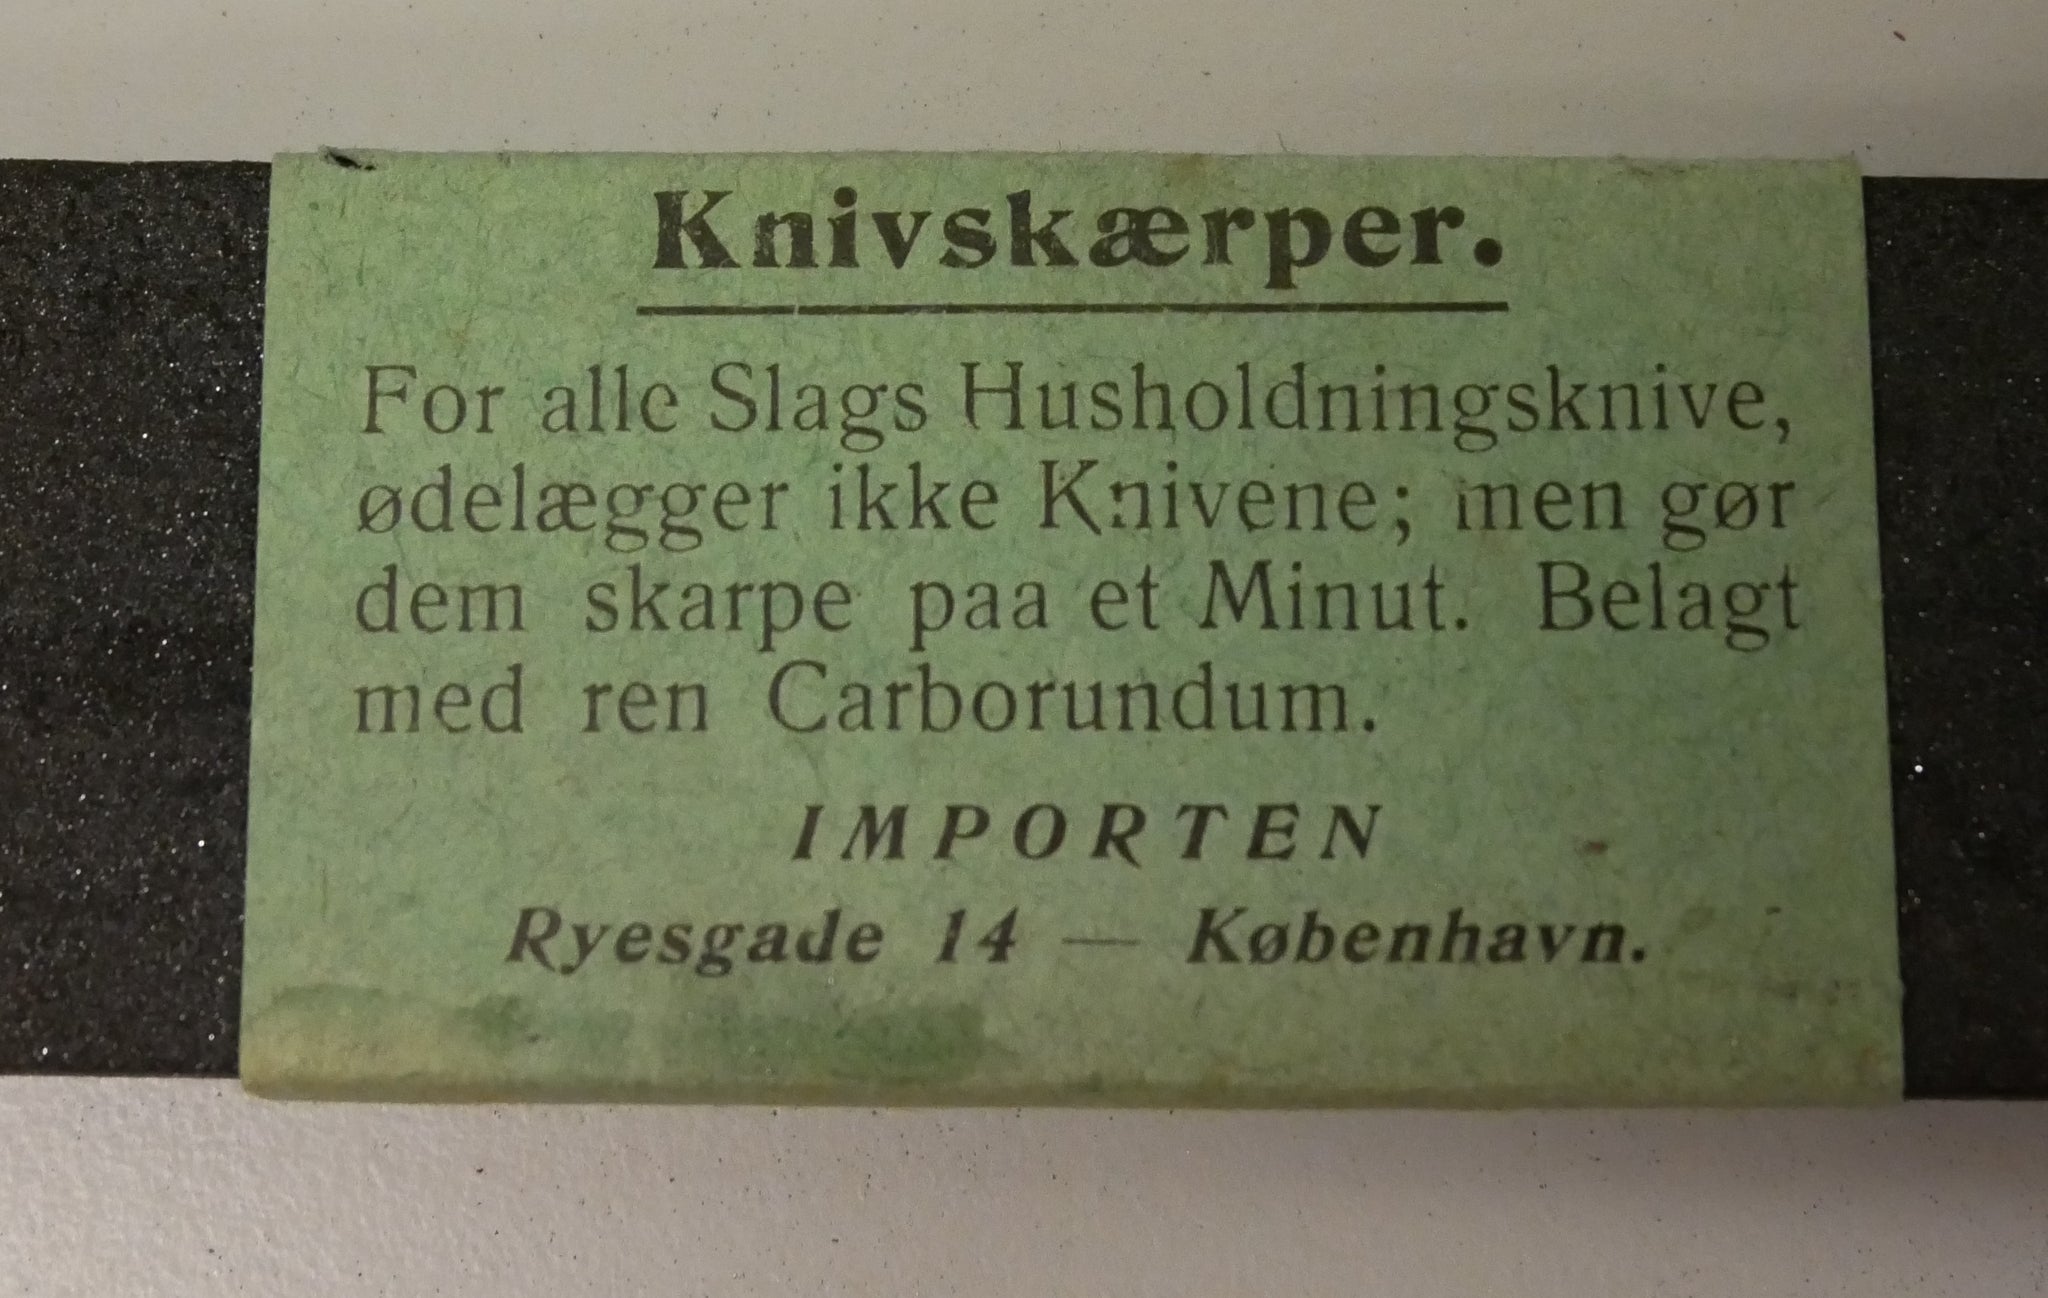 Knivskærper.
For alle Slags Husholdningsknive,
ødelægger ikke Knivene; men gør
dem skarpe paa et Minut. Belagt
med ren Carborundum.
IMPORTEN
Ryesgade 14 — København.